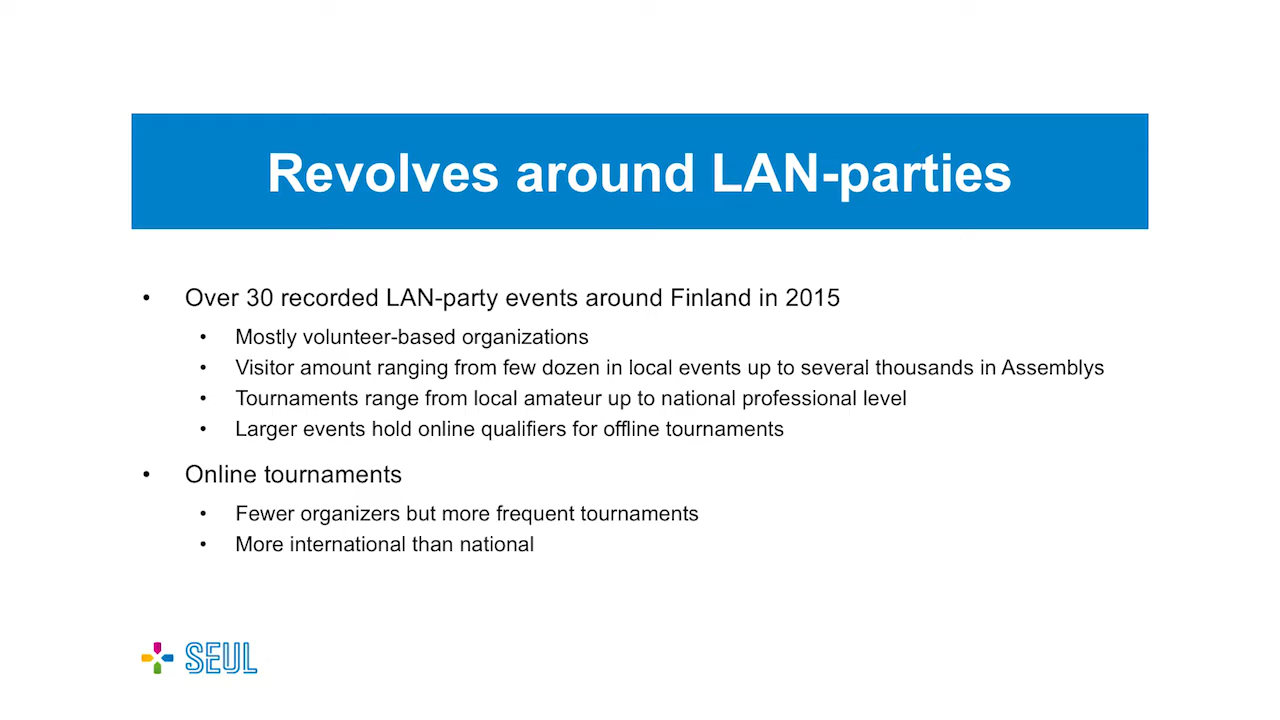 Revolves around LAN-parties
• Over 30 recorded LAN-party events around Finland in 2015
• Mostly volunteer-based organizations
• Visitor amount ranging from few dozen in local events up to several thousands in Assemblys
• Tournaments range from local amateur up to national professional level
• Larger events hold online qualifiers for offline tournaments
• Online tournaments
• Fewer organizers but more frequent tournaments
• More international than national
SEUL